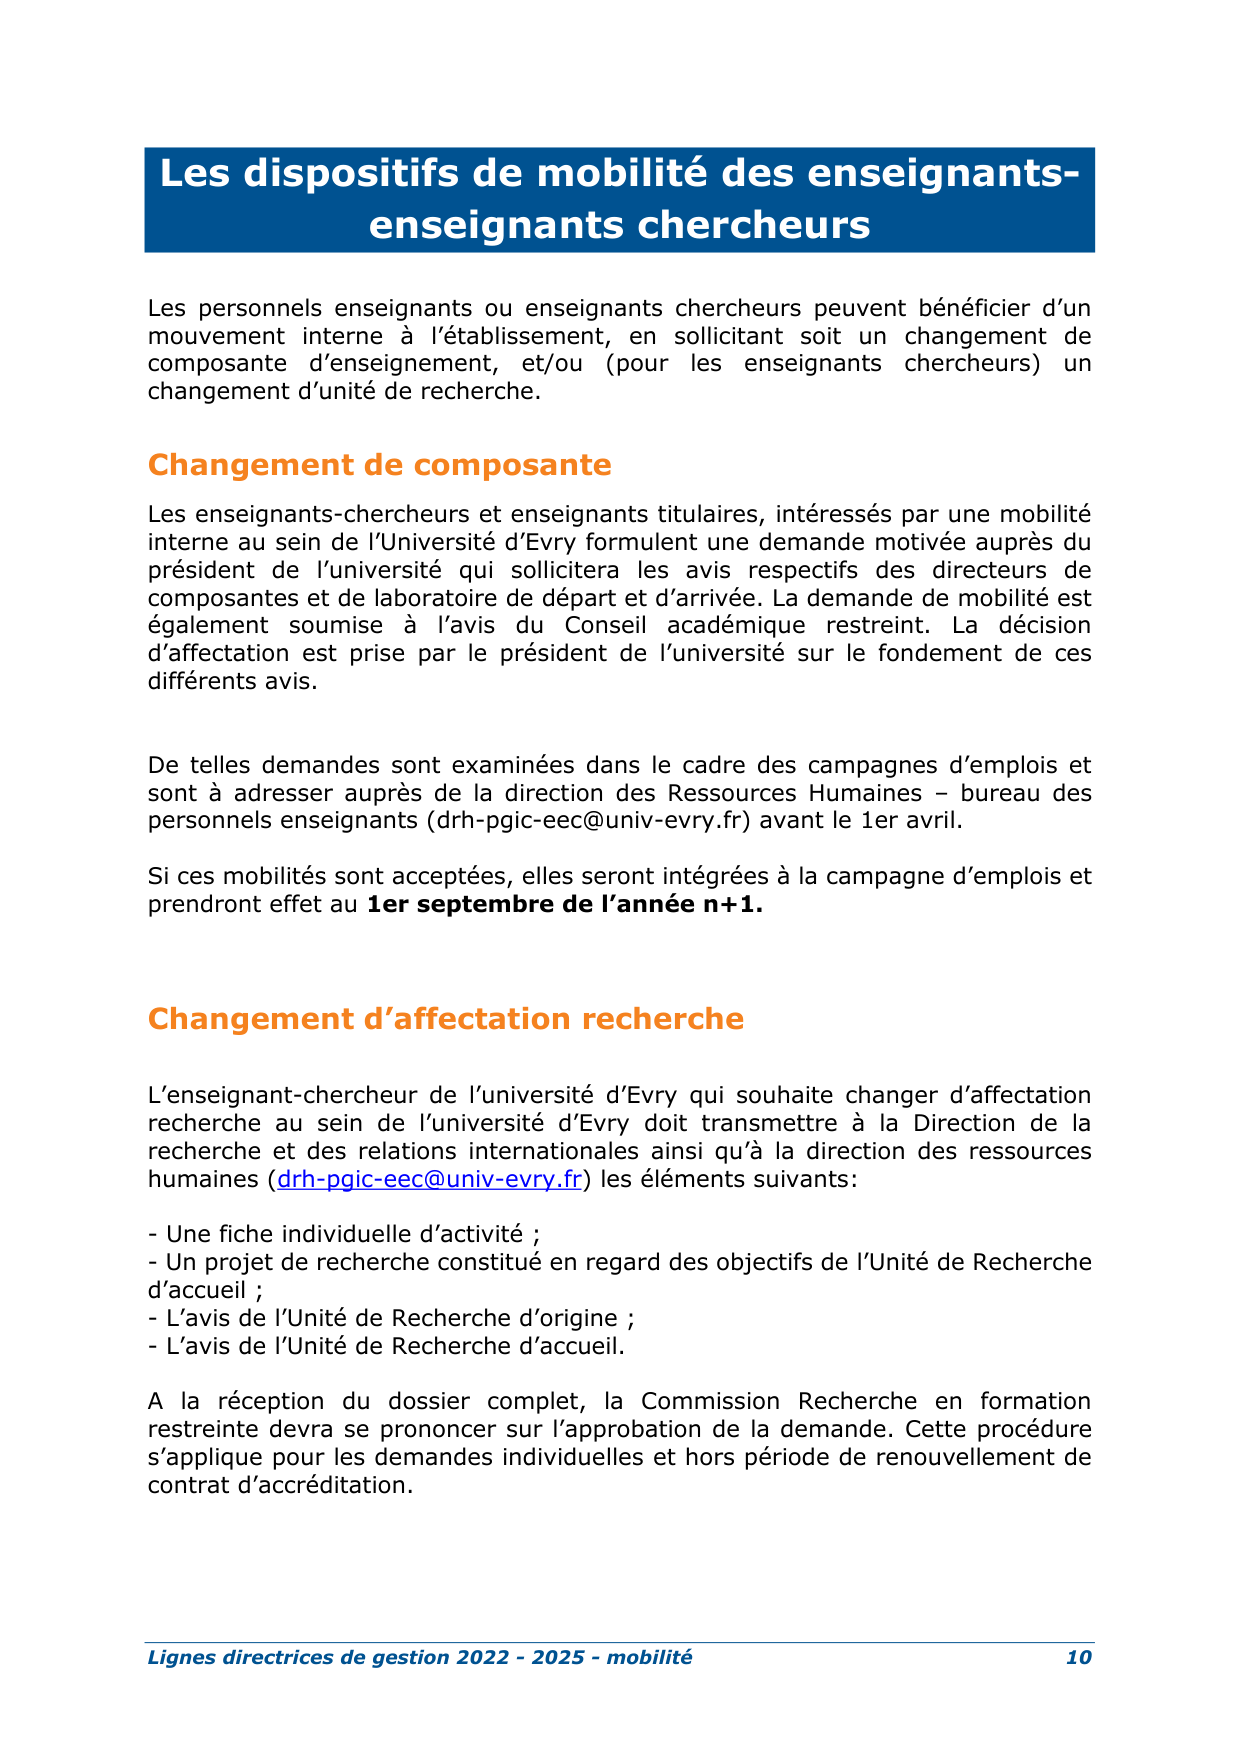 Les dispositifs de mobilité des enseignants-
enseignants chercheurs
Les personnels enseignants ou enseignants chercheurs peuvent bénéficier d’un
mouvement interne à l’établissement, en sollicitant soit un changement de
composante d’enseignement, et/ou (pour les enseignants chercheurs) un
changement d’unité de recherche.
Changement de composante
Les enseignants-chercheurs et enseignants titulaires, intéressés par une mobilité
interne au sein de l’Université d’Evry formulent une demande motivée auprès du
président de l’université qui sollicitera les avis respectifs des directeurs de
composantes et de laboratoire de départ et d’arrivée. La demande de mobilité est
également soumise à l’avis du Conseil académique restreint. La décision
d’affectation est prise par le président de l’université sur le fondement de ces
différents avis.
De telles demandes sont examinées dans le cadre des campagnes d’emplois et
sont à adresser auprès de la direction des Ressources Humaines – bureau des
personnels enseignants (drh-pgic-eec@univ-evry.fr) avant le 1er avril.
Si ces mobilités sont acceptées, elles seront intégrées à la campagne d’emplois et
prendront effet au 1er septembre de l’année n+1.
Changement d’affectation recherche
L’enseignant-chercheur de l’université d’Evry qui souhaite changer d’affectation
recherche au sein de l’université d’Evry doit transmettre à la Direction de la
recherche et des relations internationales ainsi qu’à la direction des ressources
humaines (drh-pgic-eec@univ-evry.fr) les éléments suivants:
- Une fiche individuelle d’activité ;
- Un projet de recherche constitué en regard des objectifs de l’Unité de Recherche
d’accueil ;
- L’avis de l’Unité de Recherche d’origine ;
- L’avis de l’Unité de Recherche d’accueil.
A la réception du dossier complet, la Commission Recherche en formation
restreinte devra se prononcer sur l’approbation de la demande. Cette procédure
s’applique pour les demandes individuelles et hors période de renouvellement de
contrat d’accréditation.
Lignes directrices de gestion 2022 - 2025 - mobilité 10